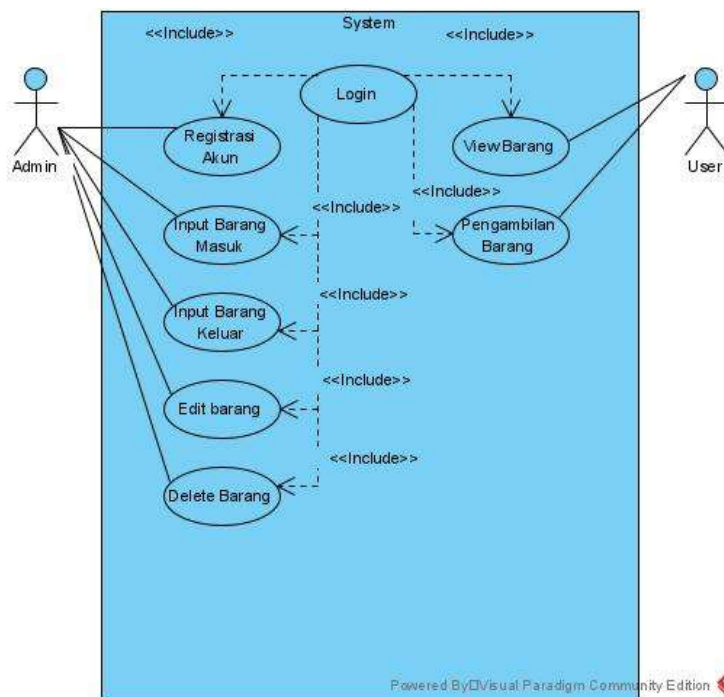 System
<<Include>>
<<Include>>
Login
Registrasi
Akun
View Barang
Admin
User
<<Include>>
<<Include>>
Input Barang
Masuk
Pengambilan
Barang
<<Include>>
Input Barang
Keluar
<<Include>>
Edit barang
<<Include>>
Delete Barang
Powered By Visual Paradigm Community Edition